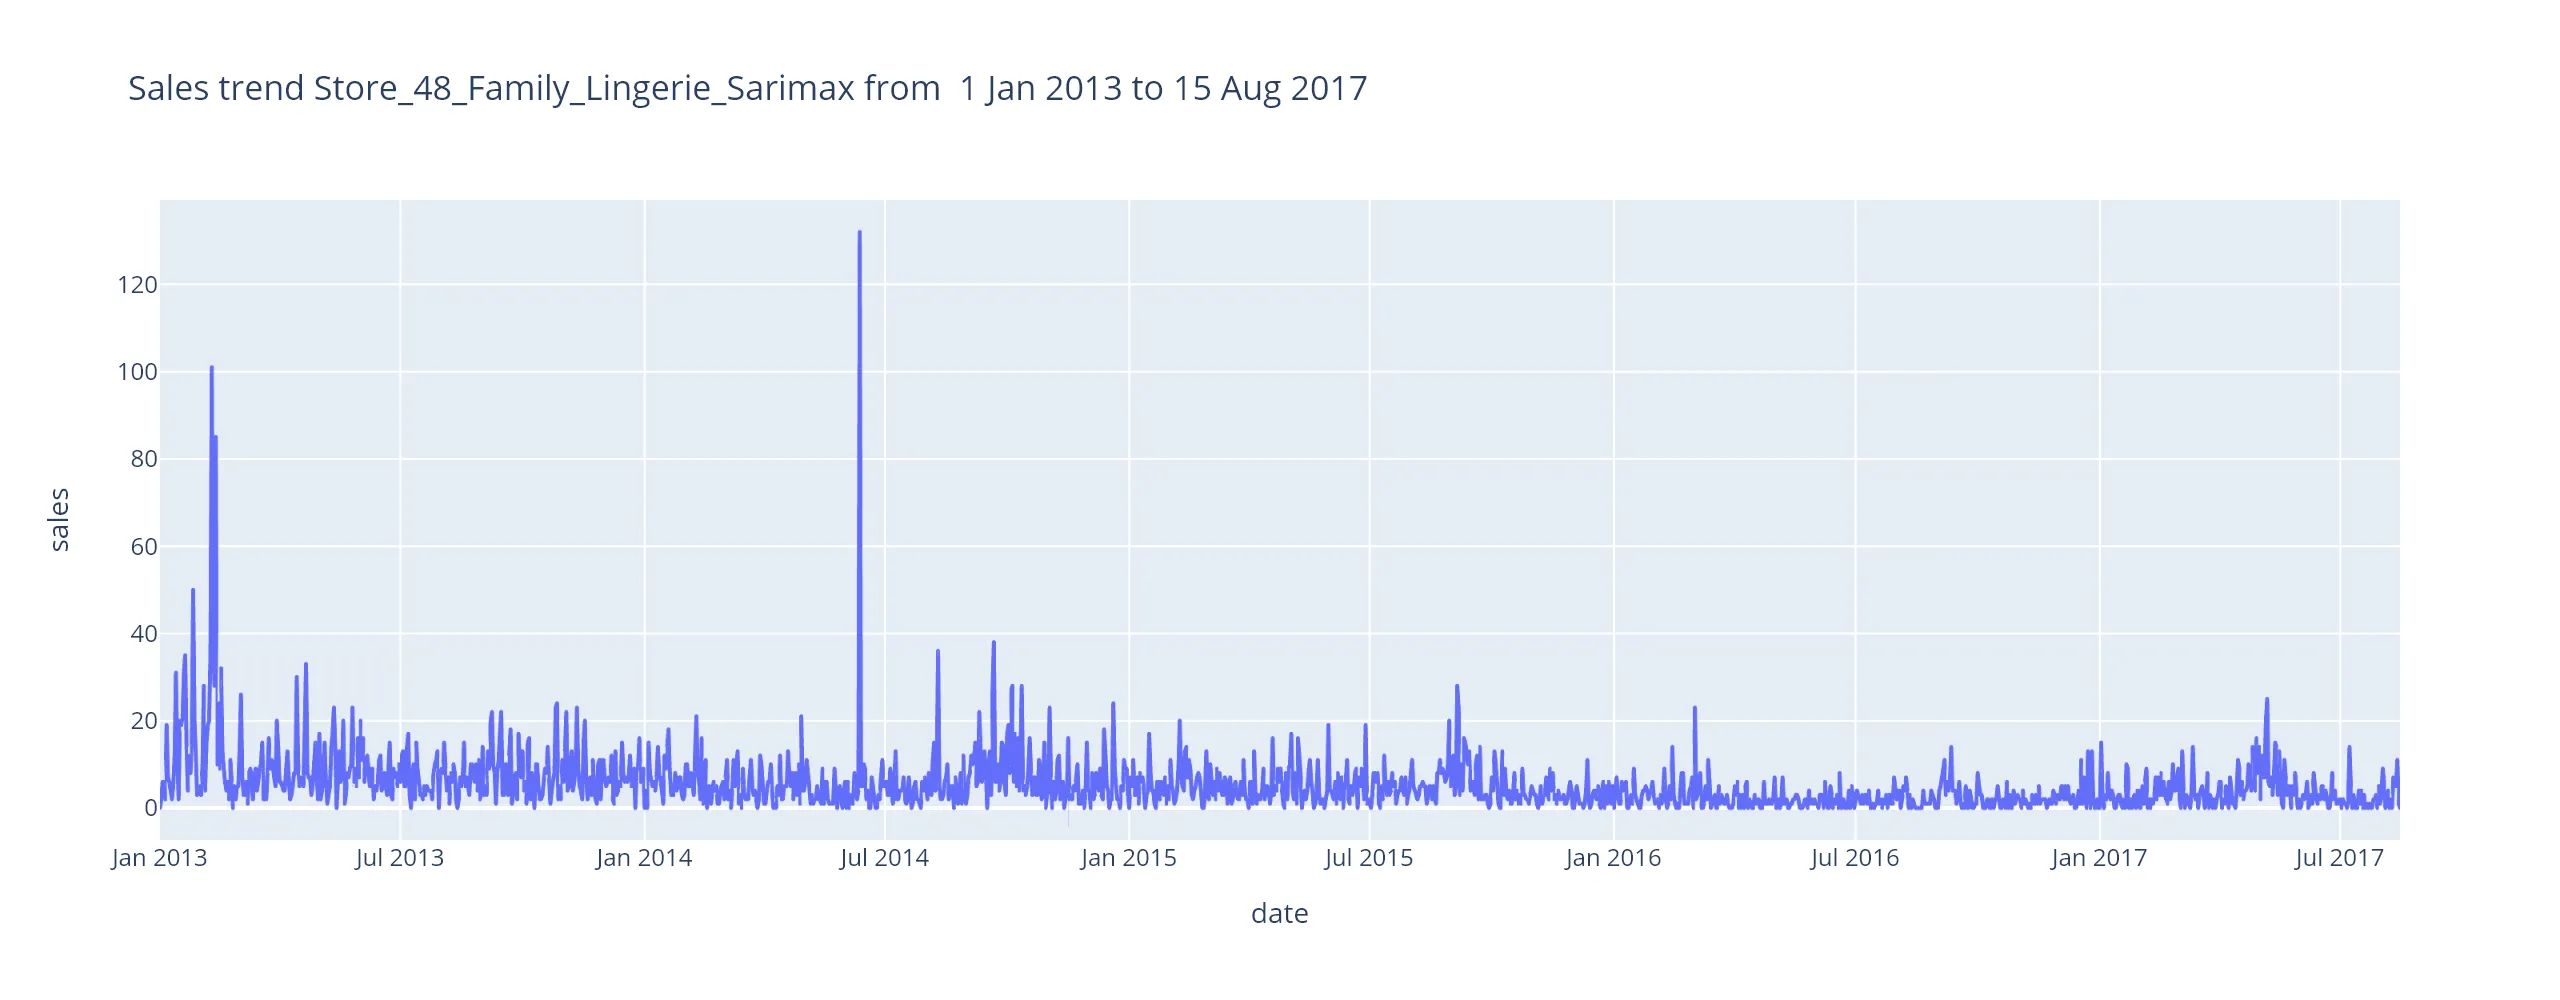 Sales trend Store_48_Family_Lingerie_Sarimax from  1 Jan 2013 to 15 Aug 2017
120
100
80
60
40
20
0
sales
Jan 2013 Jul 2013 Jan 2014 Jul 2014 Jan 2015 Jul 2015 Jan 2016 Jul 2016 Jan 2017 Jul 2017
date